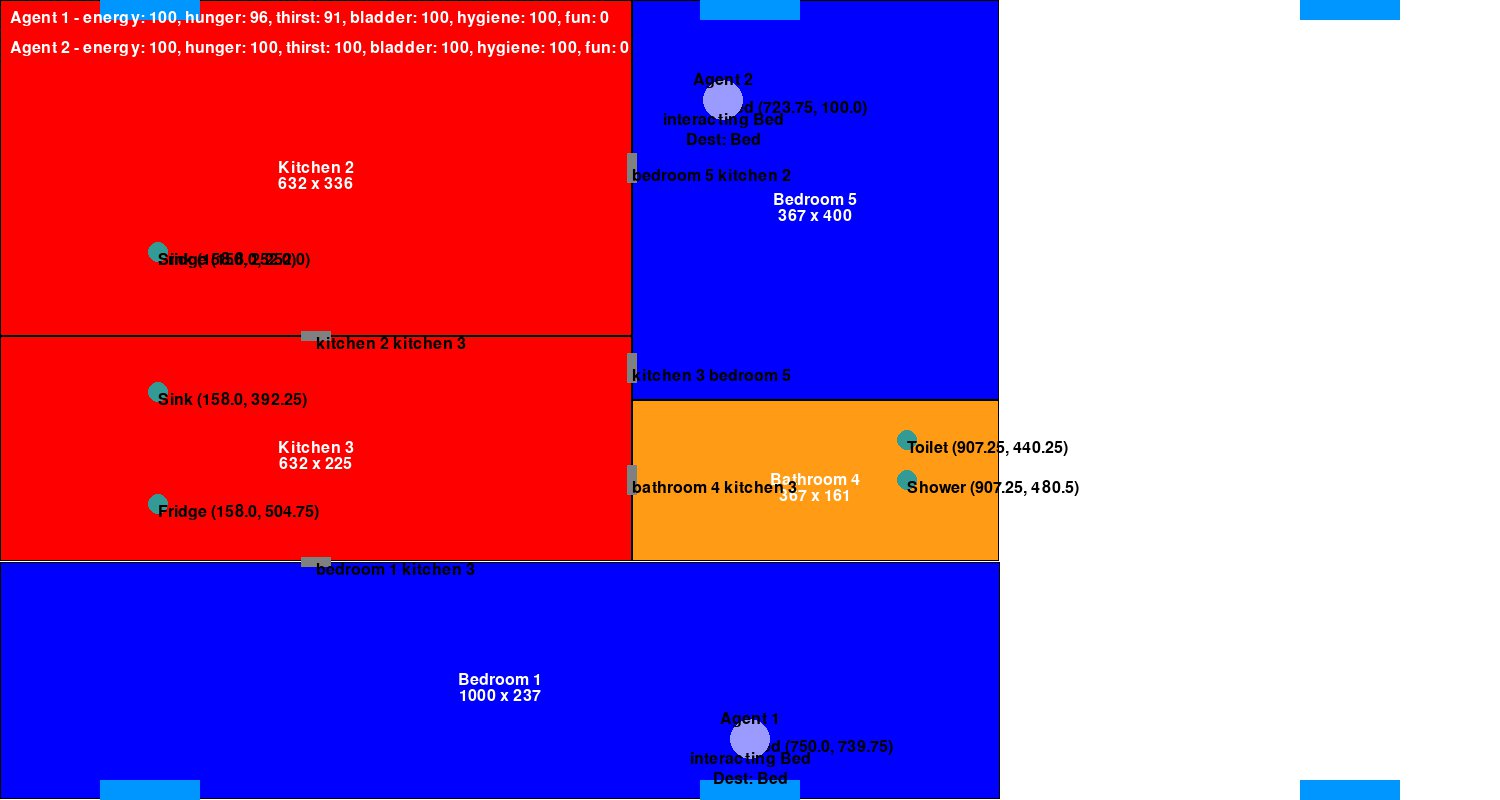 Agent 1 - energy: 100, hunger: 96, thirst: 91, bladder: 100, hygiene: 100, fun: 0
Agent 2 - energy: 100, hunger: 100, thirst: 100, bladder: 100, hygiene: 100, fun: 0
Agent 2
(723.75, 100.0)
interacting Bed
Dest: Bed
Kitchen 2
632 x 336
bedroom 5 kitchen 2
Bedroom 5
367 x 400
kitchen 2 kitchen 3
kitchen 3 bedroom 5
Sink (158.0, 392.25)
Kitchen 3
632 x 225
Toilet (907.25, 440.25)
Bathroom 4
367 x 161
bathroom 4 kitchen 3
Shower (907.25, 480.5)
Fridge (158.0, 504.75)
bedroom 1 kitchen 3
Bedroom 1
1000 x 237
Agent 1
(750.0, 739.75)
interacting Bed
Dest: Bed